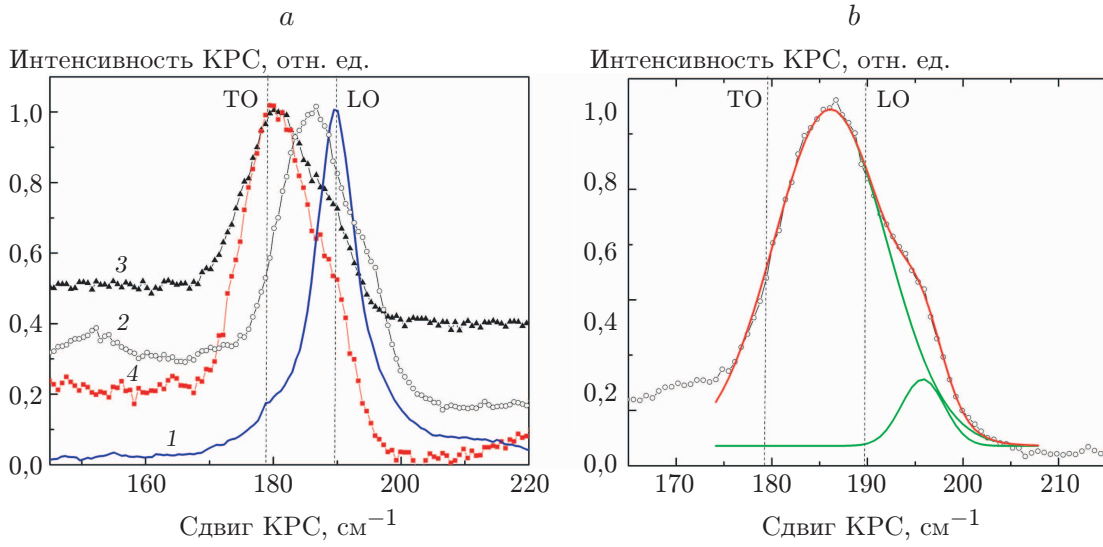 a
Интенсивность КРС, отн. ед.
TO
LO
1,0
0,8
0,6
0,4
0,2
0,0
3
2
4
1
160
180
200
220
Сдвиг КРС, см⁻¹
b
Интенсивность КРС, отн. ед.
TO
LO
1,0
0,8
0,6
0,4
0,2
0,0
170
180
190
200
210
Сдвиг КРС, см⁻¹